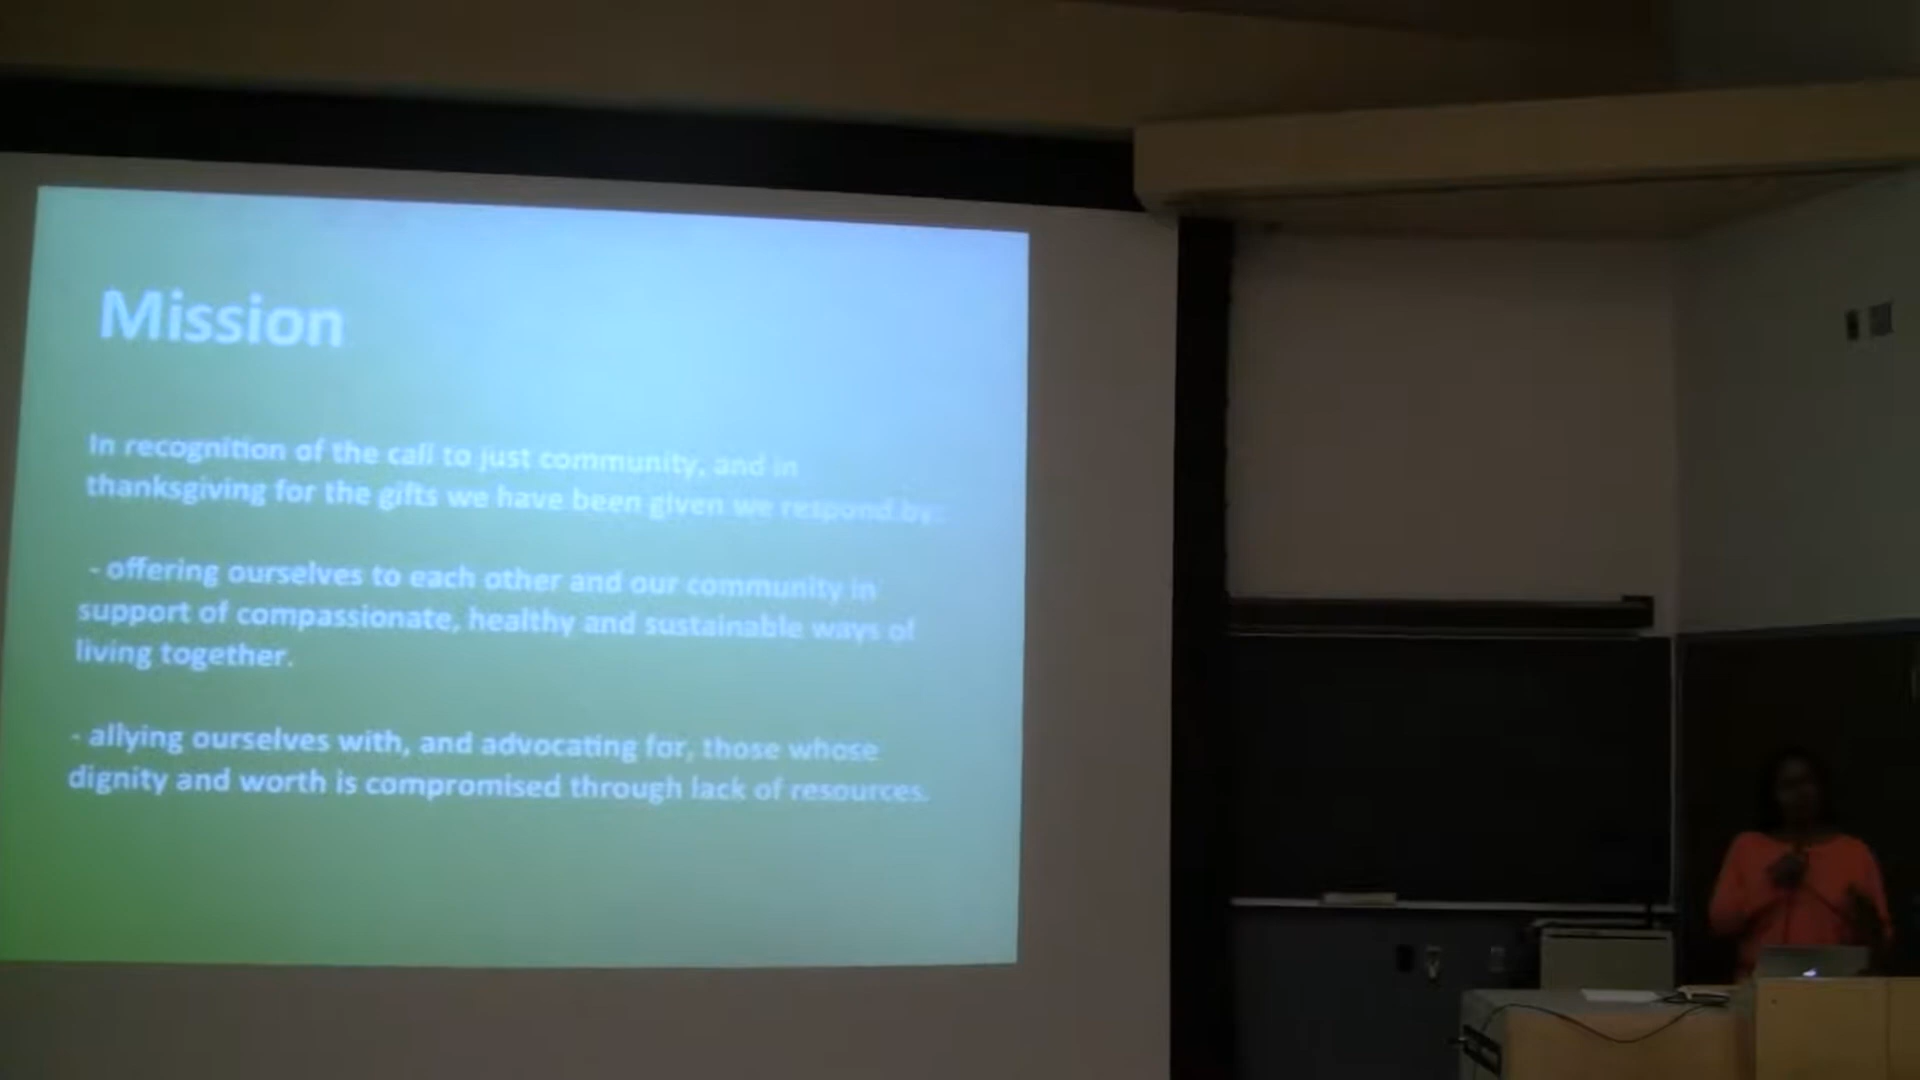 Mission
In recognition of the call to just community, and in
thanksgiving for the gifts we have been given we respond by:
- offering ourselves to each other and our community in
support of compassionate, healthy and sustainable ways of
living together.
- allying ourselves with, and advocating for, those whose
dignity and worth is compromised through lack of resources.